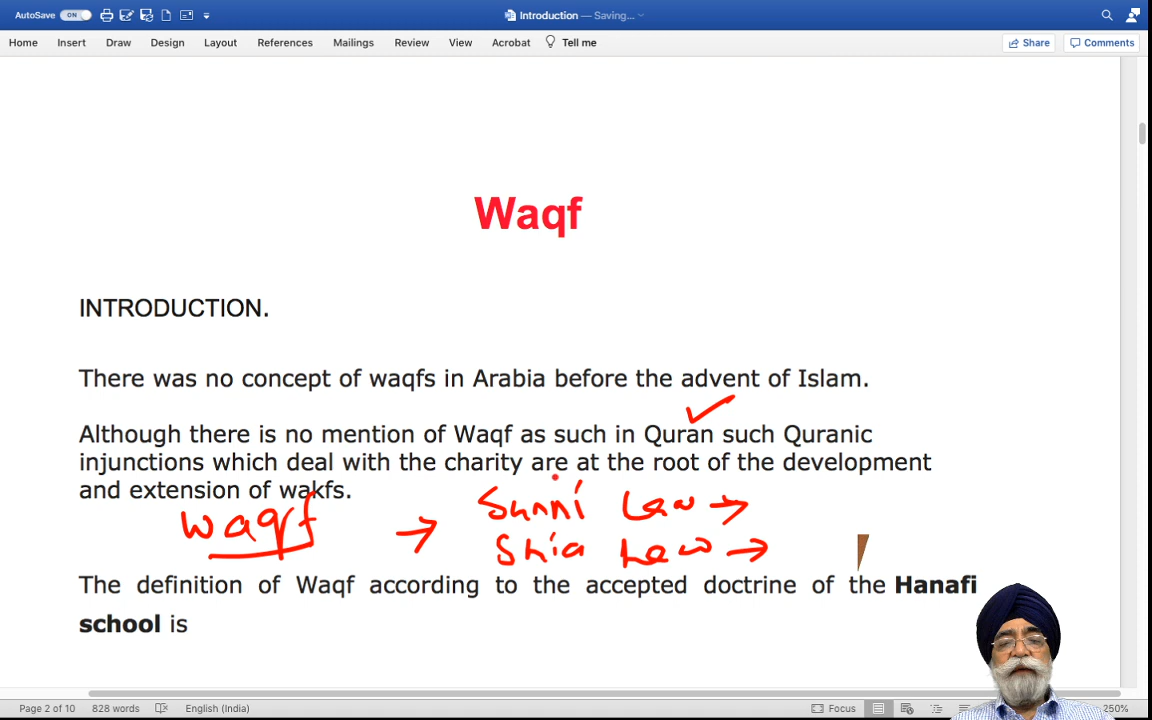 AutoSave ON Introduction — Saving...
Home Insert Draw Design Layout References Mailings Review View Acrobat Tell me Share Comments
Waqf
INTRODUCTION.
There was no concept of waqfs in Arabia before the advent of Islam.
Although there is no mention of Waqf as such in Quran such Quranic
injunctions which deal with the charity are at the root of the development
and extension of wakfs.
waqf → Sunni Law →
Shia Law →
The definition of Waqf according to the accepted doctrine of the Hanafi
school is
Page 2 of 10 828 words English (India) Focus 250%